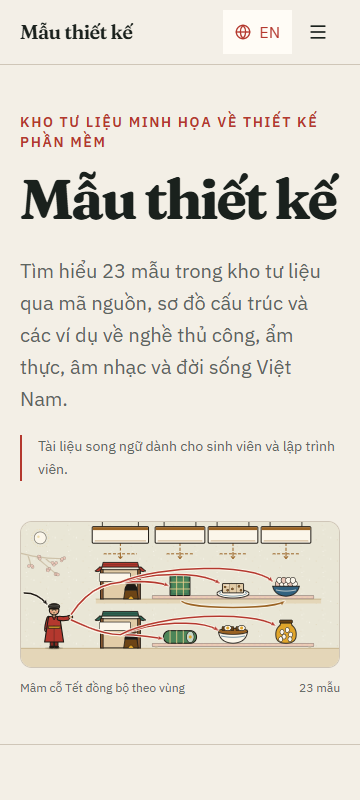 Mẫu thiết kế
EN
KHO TƯ LIỆU MINH HỌA VỀ THIẾT KẾ
PHẦN MỀM
Mẫu thiết kế
Tìm hiểu 23 mẫu trong kho tư liệu
qua mã nguồn, sơ đồ cấu trúc và
các ví dụ về nghề thủ công, ẩm
thực, âm nhạc và đời sống Việt
Nam.
Tài liệu song ngữ dành cho sinh viên và lập trình
viên.
Mâm cỗ Tết đồng bộ theo vùng
23 mẫu